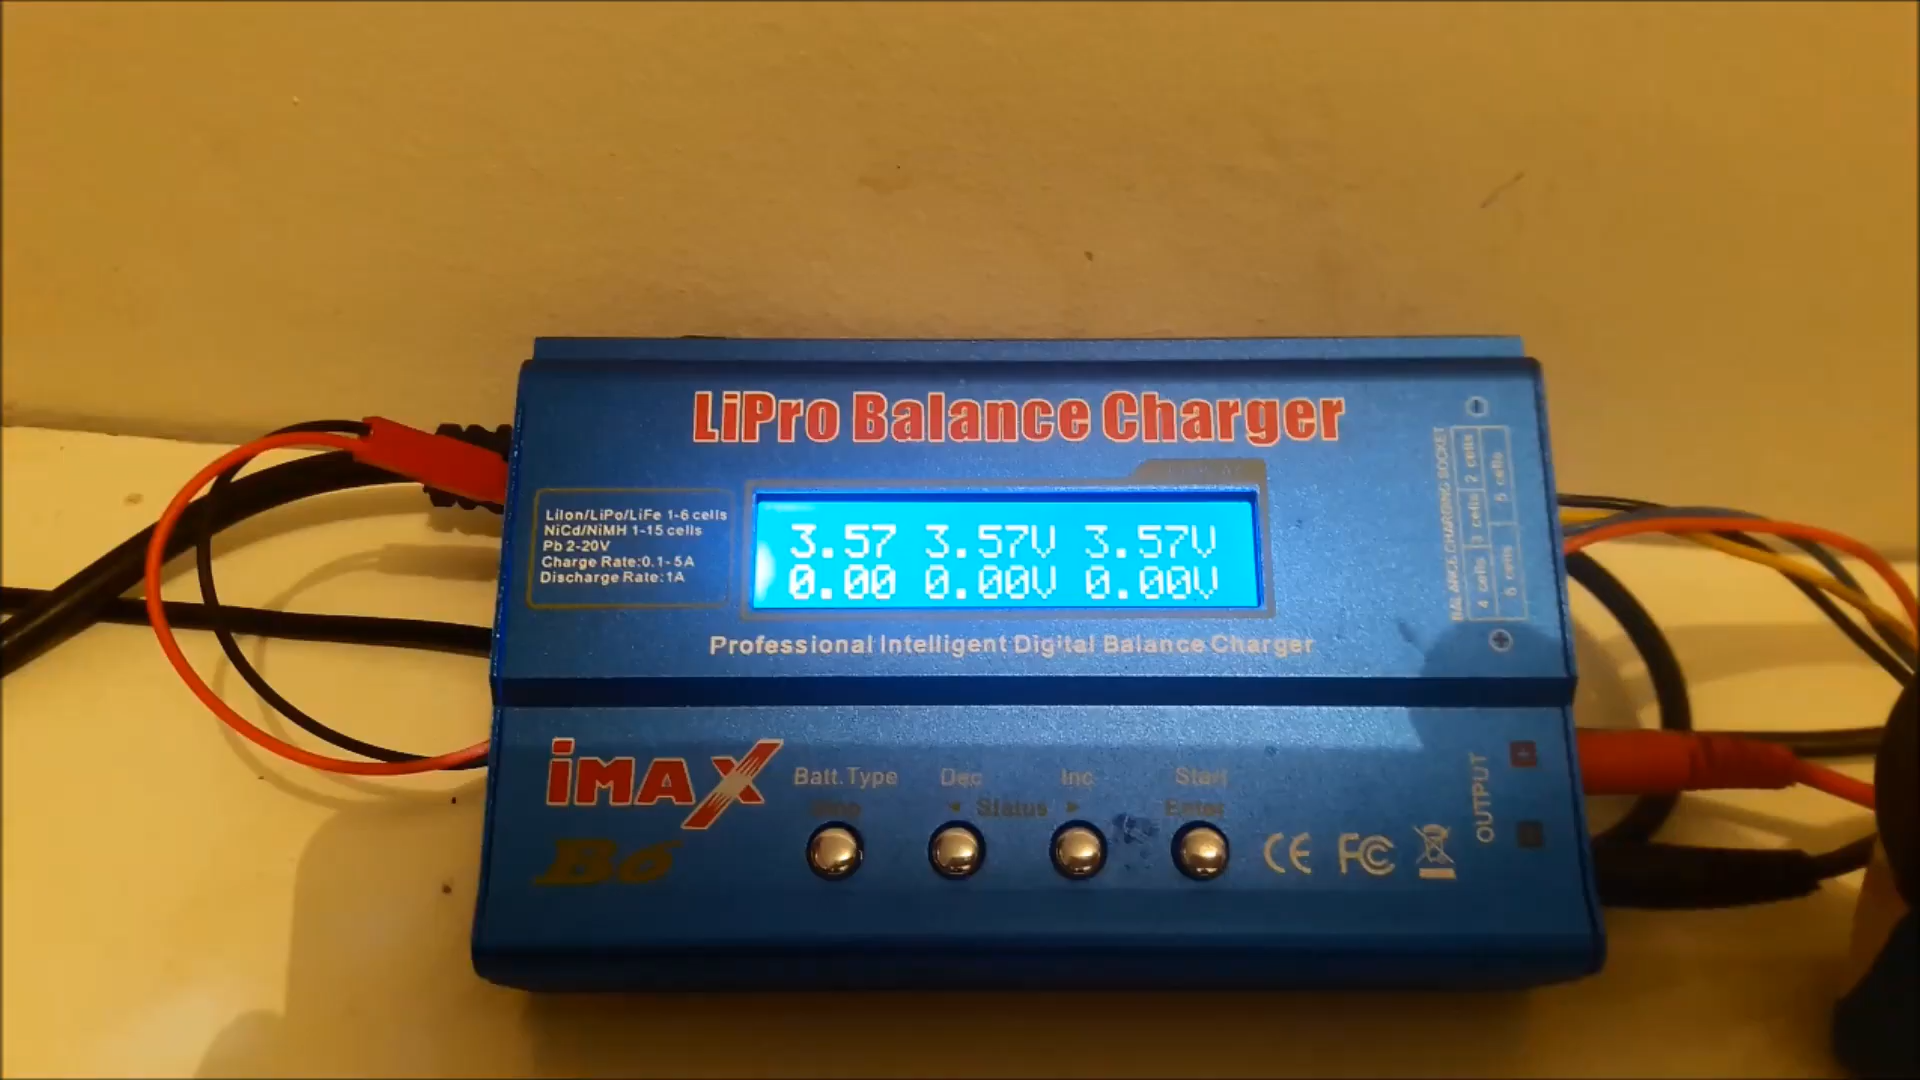 LiPro Balance Charger
LiIon/LiPo/LiFe 1-6 cells
NiCd/NiMH 1-15 cells
Pb 2-20V
Charge Rate:0.1-5A
Discharge Rate:1A
3.57 3.57V 3.57V
0.00 0.00V 0.00V
Professional Intelligent Digital Balance Charger
BALANCE CHARGING SOCKET
4 cells 3 cells 2 cells
5 cells
iMAX
B6
Batt.Type Dec Inc Start
Stop ◄ Status ► Enter
CE FC
OUTPUT
+